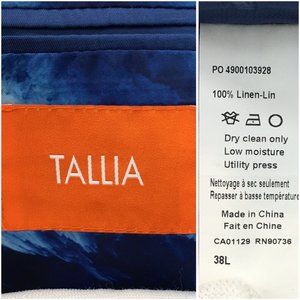 TALLIA
PO 4900103928
100% Linen-Lin
Dry clean only
Low moisture
Utility press
Nettoyage à sec seulement
Repasser à basse température
Made in China
Fait en Chine
CA01129 RN90736
38L